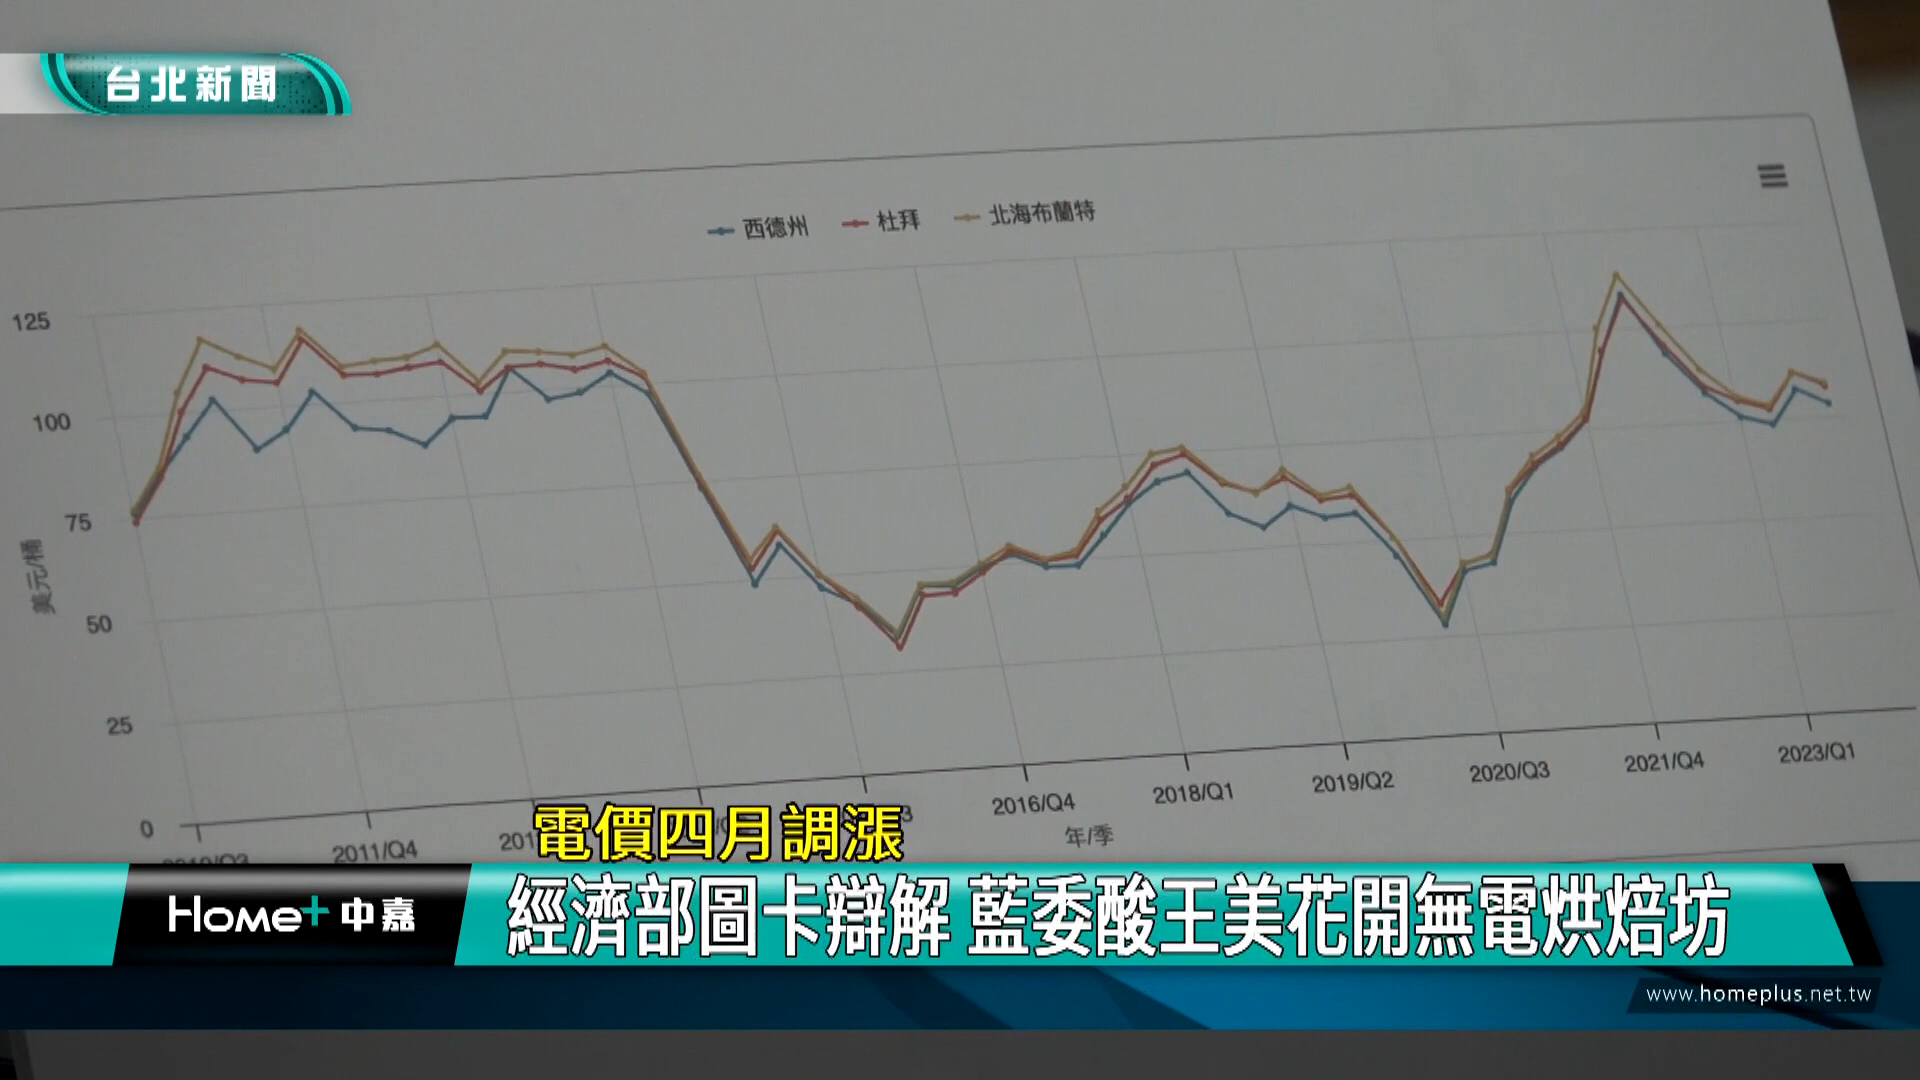 台北新聞
西德州 杜拜 北海布蘭特
125
100
75
50
25
0
美元/桶
2010/Q3 2011/Q4 2016/Q4 2018/Q1 2019/Q2 2020/Q3 2021/Q4 2023/Q1
年/季
電價四月調漲
Home+ 中嘉
經濟部圖卡辯解 藍委酸王美花開無電烘焙坊
www.homeplus.net.tw